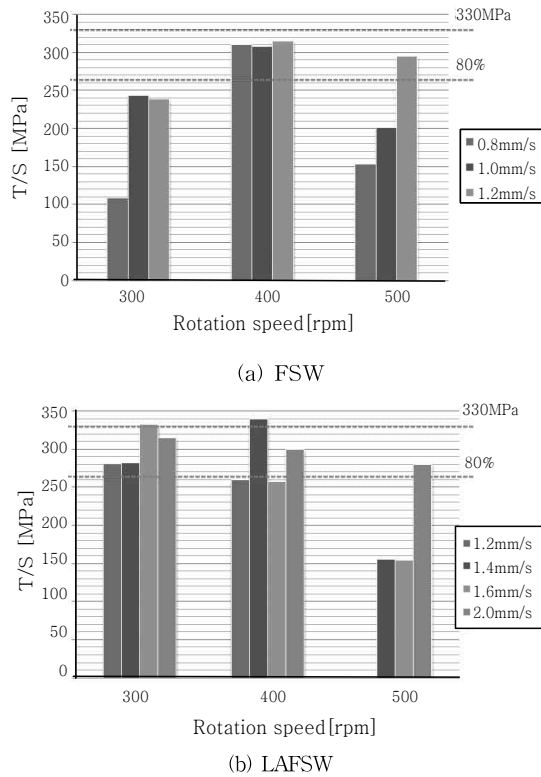 350
330MPa
300
80%
250
200
150
100
50
0
T/S [MPa]
0.8mm/s
1.0mm/s
1.2mm/s
300 400 500
Rotation speed[rpm]
(a) FSW
350
330MPa
300
80%
250
200
150
100
50
0
T/S [MPa]
1.2mm/s
1.4mm/s
1.6mm/s
2.0mm/s
300 400 500
Rotation speed[rpm]
(b) LAFSW